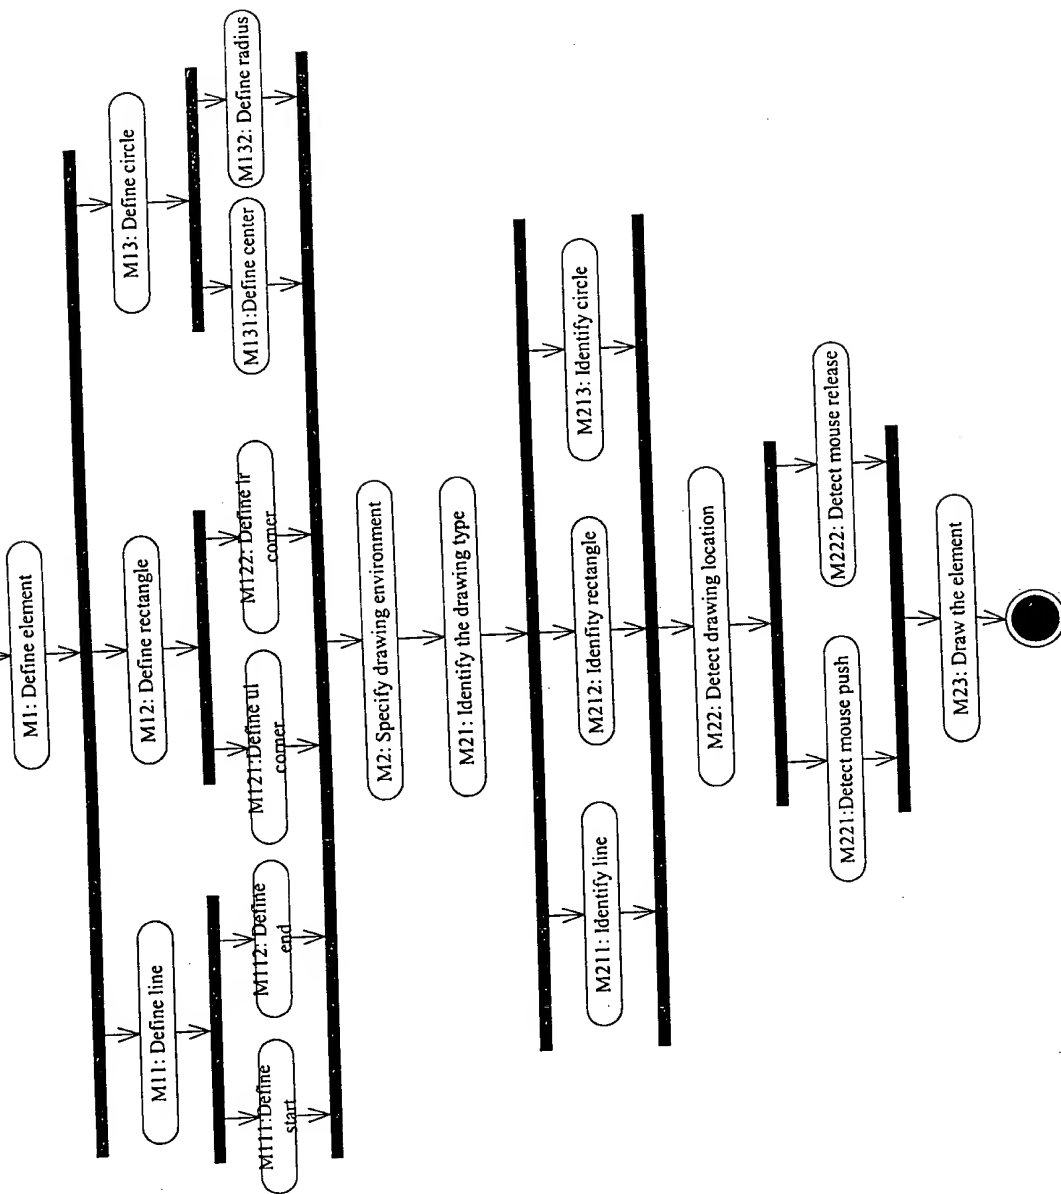 M1: Define element
M11: Define line
M12: Define rectangle
M13: Define circle
M111:Define
start
M112: Define
end
M121:Define ul
corner
M122: Define lr
corner
M131:Define center
M132: Define radius
M2: Specify drawing environment
M21: Identify the drawing type
M211: Identify line
M212: Idenfity rectangle
M213: Identify circle
M22: Detect drawing location
M221:Detect mouse push
M222: Detect mouse release
M23: Draw the element